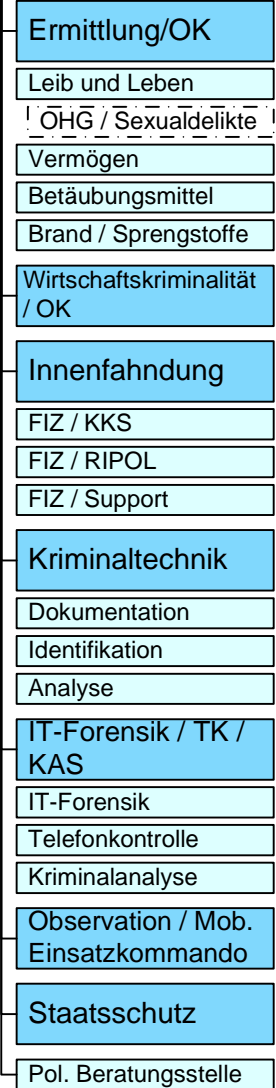 Ermittlung/OK
Leib und Leben
OHG / Sexualdelikte
Vermögen
Betäubungsmittel
Brand / Sprengstoffe
Wirtschaftskriminalität
/ OK
Innenfahndung
FIZ / KKS
FIZ / RIPOL
FIZ / Support
Kriminaltechnik
Dokumentation
Identifikation
Analyse
IT-Forensik / TK /
KAS
IT-Forensik
Telefonkontrolle
Kriminalanalyse
Observation / Mob.
Einsatzkommando
Staatsschutz
Pol. Beratungsstelle